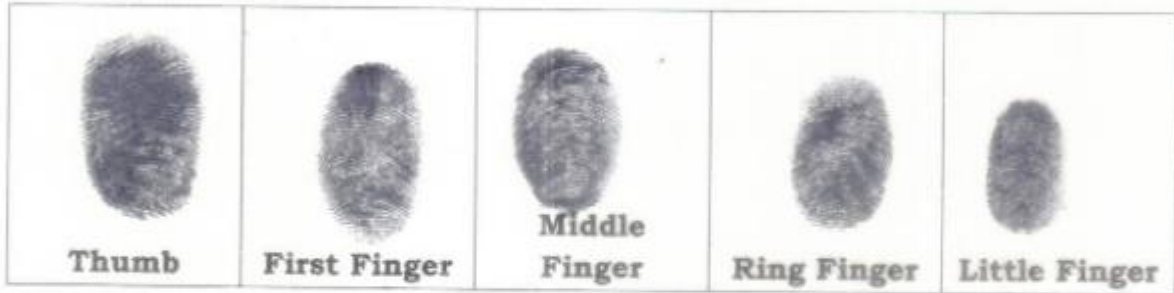 Thumb
First Finger
Middle
Finger
Ring Finger
Little Finger